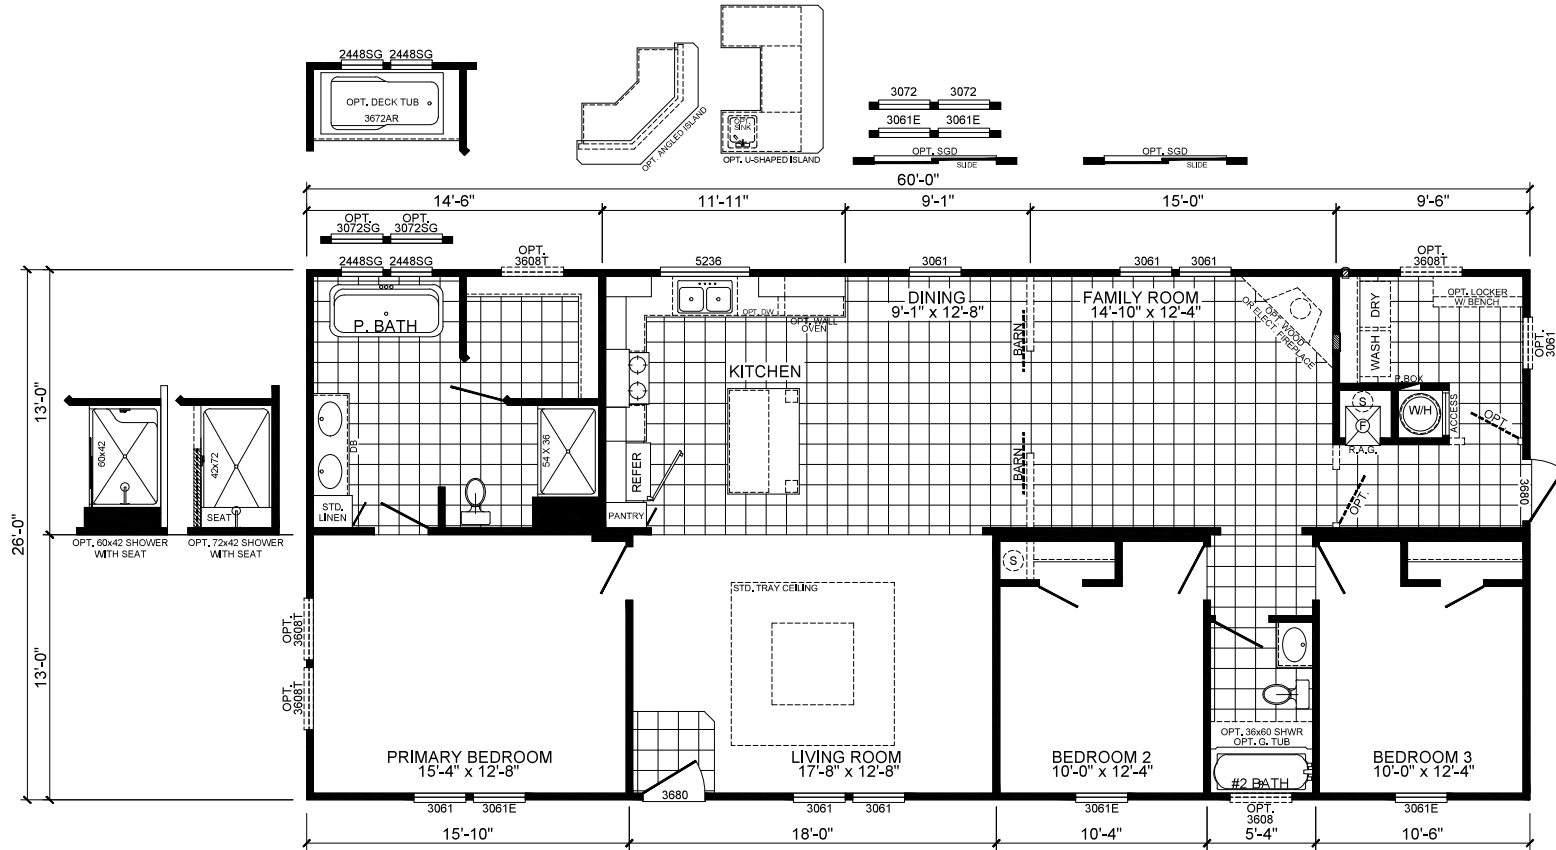 2448SG 2448SG
OPT. DECK TUB
3672AR
OPT. ANGLED ISLAND
OPT.
SINK
OPT. U-SHAPED ISLAND
3072 3072
3061E 3061E
OPT. SGD
SLIDE
OPT. SGD
SLIDE
60'-0"
14'-6" 11'-11" 9'-1" 15'-0" 9'-6"
OPT. OPT.
3072SG 3072SG
2448SG 2448SG
OPT.
3608T
5236
3061
3061 3061
OPT.
3608T
P. BATH
OPT. DW
OPT. WALL
OVEN
DINING
9'-1" x 12'-8"
FAMILY ROOM
14'-10" x 12'-4"
OPT. WOOD
OR ELECT FIREPLACE
BARN
BARN
WASH DRY
OPT. LOCKER
W/ BENCH
OPT.
3061
KITCHEN
P.BOX
S
F
W/H
ACCESS
OPT.
R.A.G.
OPT.
3680
DB
54 X 36
REFER
PANTRY
STD.
LINEN
60x42
42x72
SEAT
OPT. 60x42 SHOWER
WITH SEAT
OPT. 72x42 SHOWER
WITH SEAT
26'-0"
13'-0"
13'-0"
OPT.
3608T
OPT.
3608T
STD. TRAY CEILING
S
PRIMARY BEDROOM
15'-4" x 12'-8"
LIVING ROOM
17'-8" x 12'-8"
BEDROOM 2
10'-0" x 12'-4"
OPT. 36x60 SHWR
OPT. G. TUB
#2 BATH
BEDROOM 3
10'-0" x 12'-4"
3061 3061E
3680
3061 3061
3061E
OPT.
3608
3061E
15'-10" 18'-0" 10'-4" 5'-4" 10'-6"